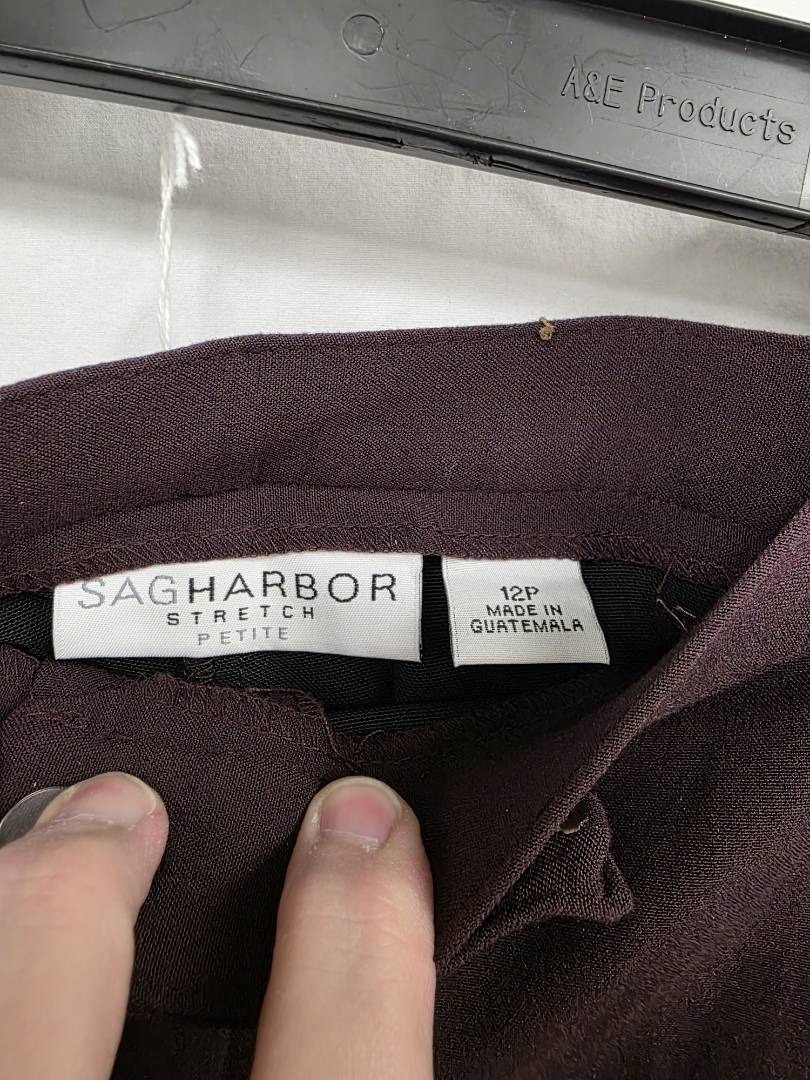 A&E Products
SAGHARBOR
STRETCH
PETITE
12P
MADE IN
GUATEMALA